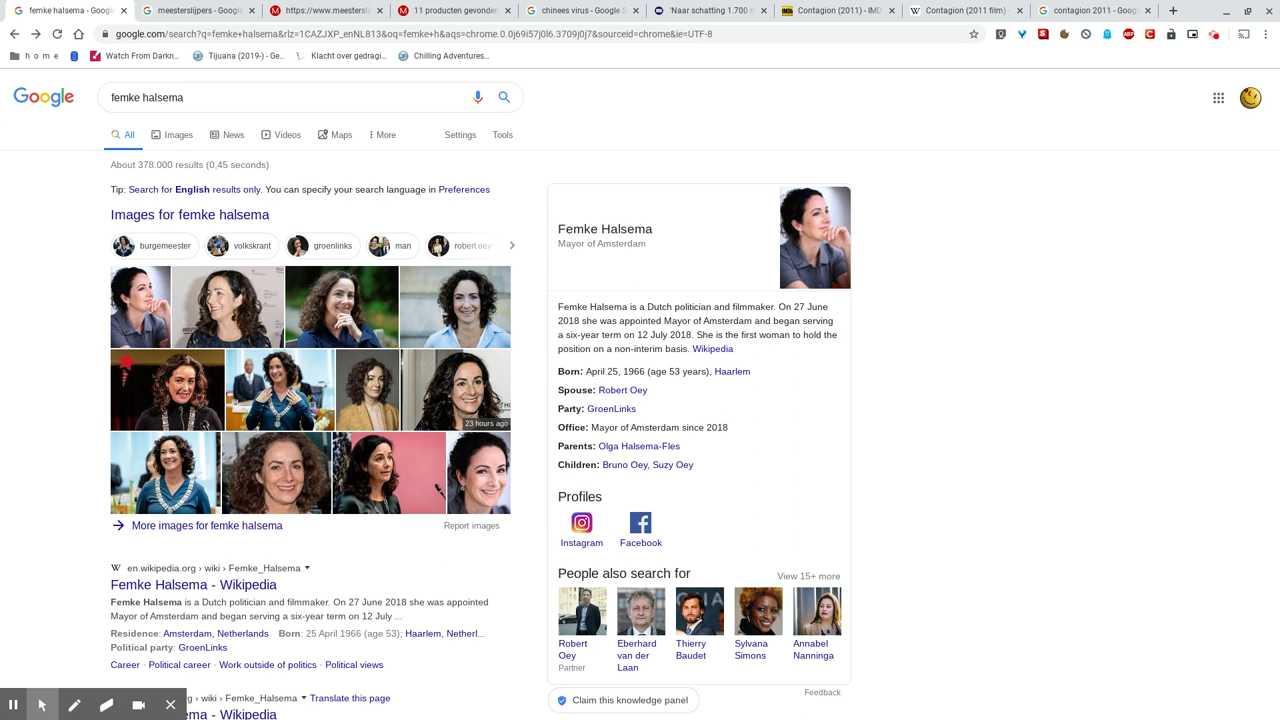 femke halsema - Google
meesterslijpers - Google
https://www.meestersli
11 producten gevonden
chinees virus - Google S
'Naar schatting 1.700 m
Contagion (2011) - IMD
Contagion (2011 film) -
contagion 2011 - Goog
google.com/search?q=femke+halsema&rlz=1CAZJXP_enNL813&oq=femke+h&aqs=chrome.0.0j69i57j0l6.3709j0j7&sourceid=chrome&ie=UTF-8
h o m e
Watch From Darkn...
Tijuana (2019-) - Ge...
Klacht over gedragi...
Chilling Adventures...
Google
femke halsema
All Images News Videos Maps More Settings Tools
About 378.000 results (0,45 seconds)
Tip: Search for English results only. You can specify your search language in Preferences
Images for femke halsema
burgemeester volkskrant groenlinks man robert oey
23 hours ago
More images for femke halsema
Report images
en.wikipedia.org › wiki › Femke_Halsema
Femke Halsema - Wikipedia
Femke Halsema is a Dutch politician and filmmaker. On 27 June 2018 she was appointed
Mayor of Amsterdam and began serving a six-year term on 12 July ...
Residence: Amsterdam, Netherlands Born: 25 April 1966 (age 53); Haarlem, Netherl...
Political party: GroenLinks
Career · Political career · Work outside of politics · Political views
› wiki › Femke_Halsema Translate this page
ema - Wikipedia
Femke Halsema
Mayor of Amsterdam
Femke Halsema is a Dutch politician and filmmaker. On 27 June
2018 she was appointed Mayor of Amsterdam and began serving
a six-year term on 12 July 2018. She is the first woman to hold the
position on a non-interim basis. Wikipedia
Born: April 25, 1966 (age 53 years), Haarlem
Spouse: Robert Oey
Party: GroenLinks
Office: Mayor of Amsterdam since 2018
Parents: Olga Halsema-Fles
Children: Bruno Oey, Suzy Oey
Profiles
Instagram Facebook
People also search for
View 15+ more
Robert
Oey
Partner
Eberhard
van der
Laan
Thierry
Baudet
Sylvana
Simons
Annabel
Nanninga
Claim this knowledge panel
Feedback